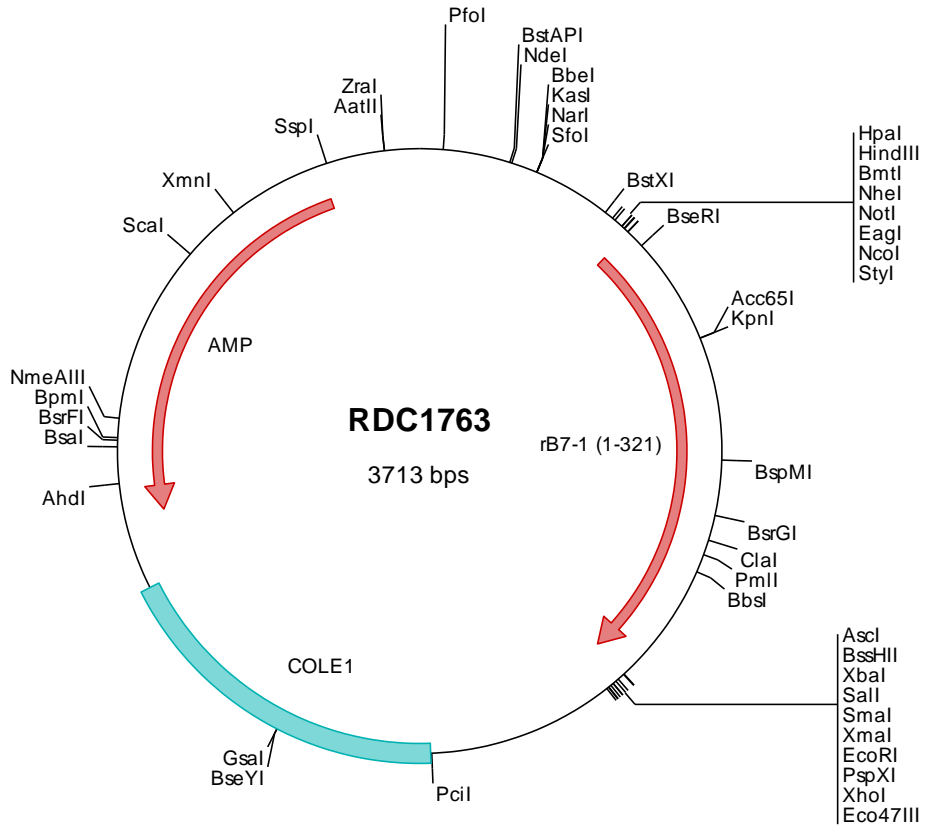 PfoI
BstAPI
NdeI
BbeI
KasI
NarI
SfoI
ZraI
AatII
SspI
XmnI
ScaI
BstXI
BseRI
HpaI
HindIII
BmtI
NheI
NotI
EagI
NcoI
StyI
Acc65I
KpnI
AMP
NmeAIII
BpmI
BsrFI
BsaI
AhdI
RDC1763
3713 bps
rB7-1 (1-321)
BspMI
BsrGI
ClaI
PmlI
BbsI
COLE1
GsaI
BseYI
PciI
AscI
BssHII
XbaI
SalI
SmaI
XmaI
EcoRI
PspXI
XhoI
Eco47III